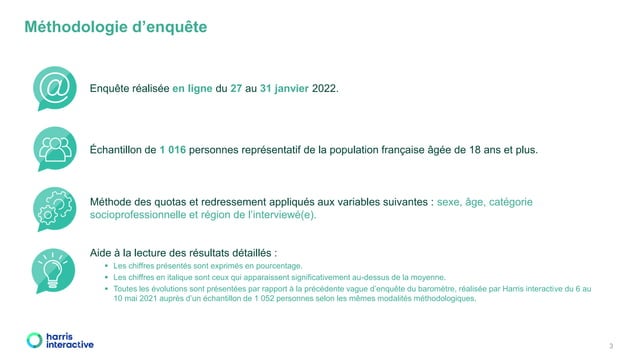 Méthodologie d’enquête
Enquête réalisée en ligne du 27 au 31 janvier 2022.
Échantillon de 1 016 personnes représentatif de la population française âgée de 18 ans et plus.
Méthode des quotas et redressement appliqués aux variables suivantes : sexe, âge, catégorie
socioprofessionnelle et région de l’interviewé(e).
Aide à la lecture des résultats détaillés :
▪ Les chiffres présentés sont exprimés en pourcentage.
▪ Les chiffres en italique sont ceux qui apparaissent significativement au-dessus de la moyenne.
▪ Toutes les évolutions sont présentées par rapport à la précédente vague d’enquête du baromètre, réalisée par Harris interactive du 6 au
10 mai 2021 auprès d’un échantillon de 1 052 personnes selon les mêmes modalités méthodologiques.
harris
interactive
3